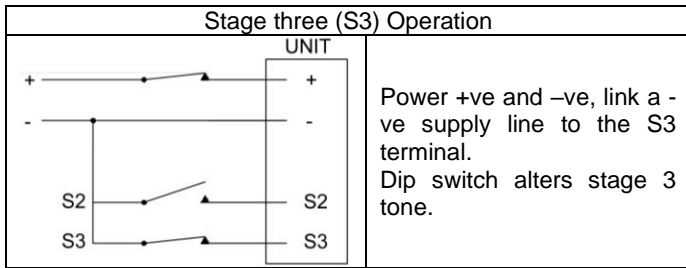 Stage three (S3) Operation
UNIT
+ +
- -
S2 S2
S3 S3
Power +ve and –ve, link a -
ve supply line to the S3
terminal.
Dip switch alters stage 3
tone.